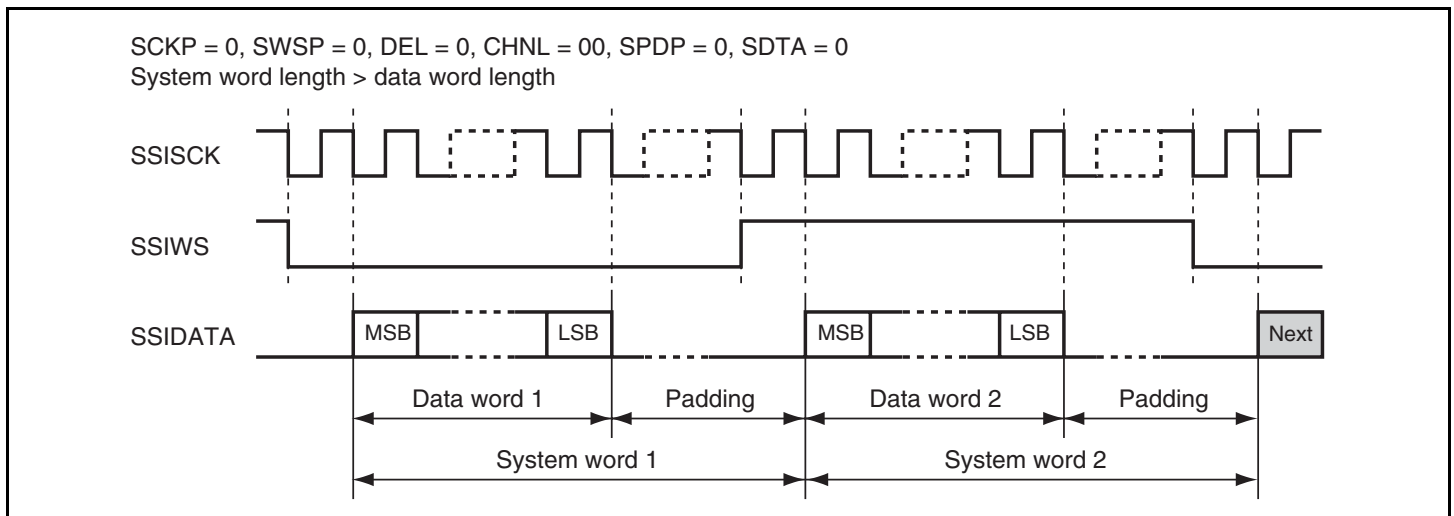 SCKP = 0, SWSP = 0, DEL = 0, CHNL = 00, SPDP = 0, SDTA = 0
System word length > data word length
SSISCK
SSIWS
SSIDATA
MSB
LSB
MSB
LSB
Next
Data word 1
Padding
Data word 2
Padding
System word 1
System word 2